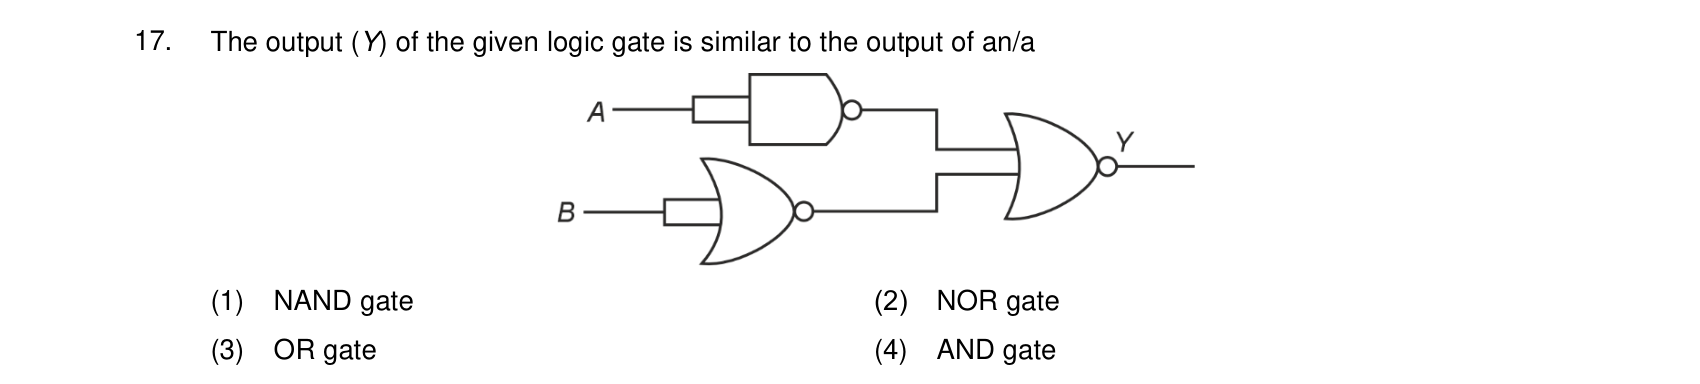 17. The output (Y) of the given logic gate is similar to the output of an/a
A
Y
B
(1) NAND gate (2) NOR gate
(3) OR gate (4) AND gate